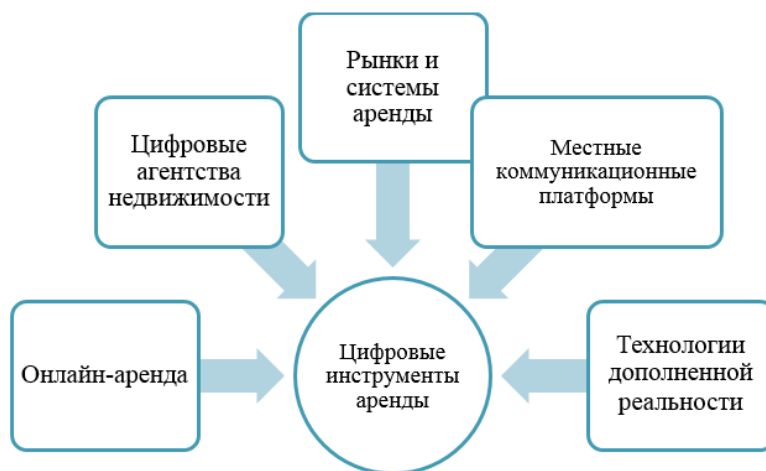 Рынки и
системы
аренды
Цифровые
агентства
недвижимости
Местные
коммуникационные
платформы
Онлайн-аренда
Цифровые
инструменты
аренды
Технологии
дополненной
реальности